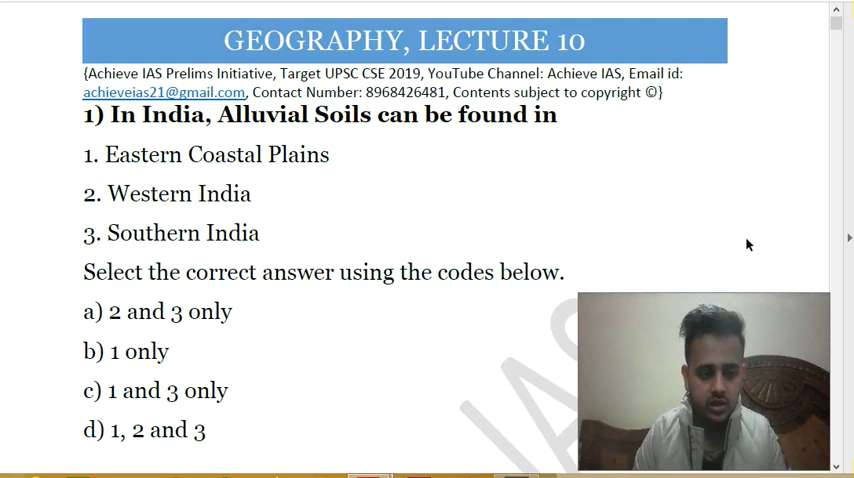 GEOGRAPHY, LECTURE 10
{Achieve IAS Prelims Initiative, Target UPSC CSE 2019, YouTube Channel: Achieve IAS, Email id:
achieveias21@gmail.com, Contact Number: 8968426481, Contents subject to copyright ©}
1) In India, Alluvial Soils can be found in
1. Eastern Coastal Plains
2. Western India
3. Southern India
Select the correct answer using the codes below.
a) 2 and 3 only
b) 1 only
c) 1 and 3 only
d) 1, 2 and 3
IAS